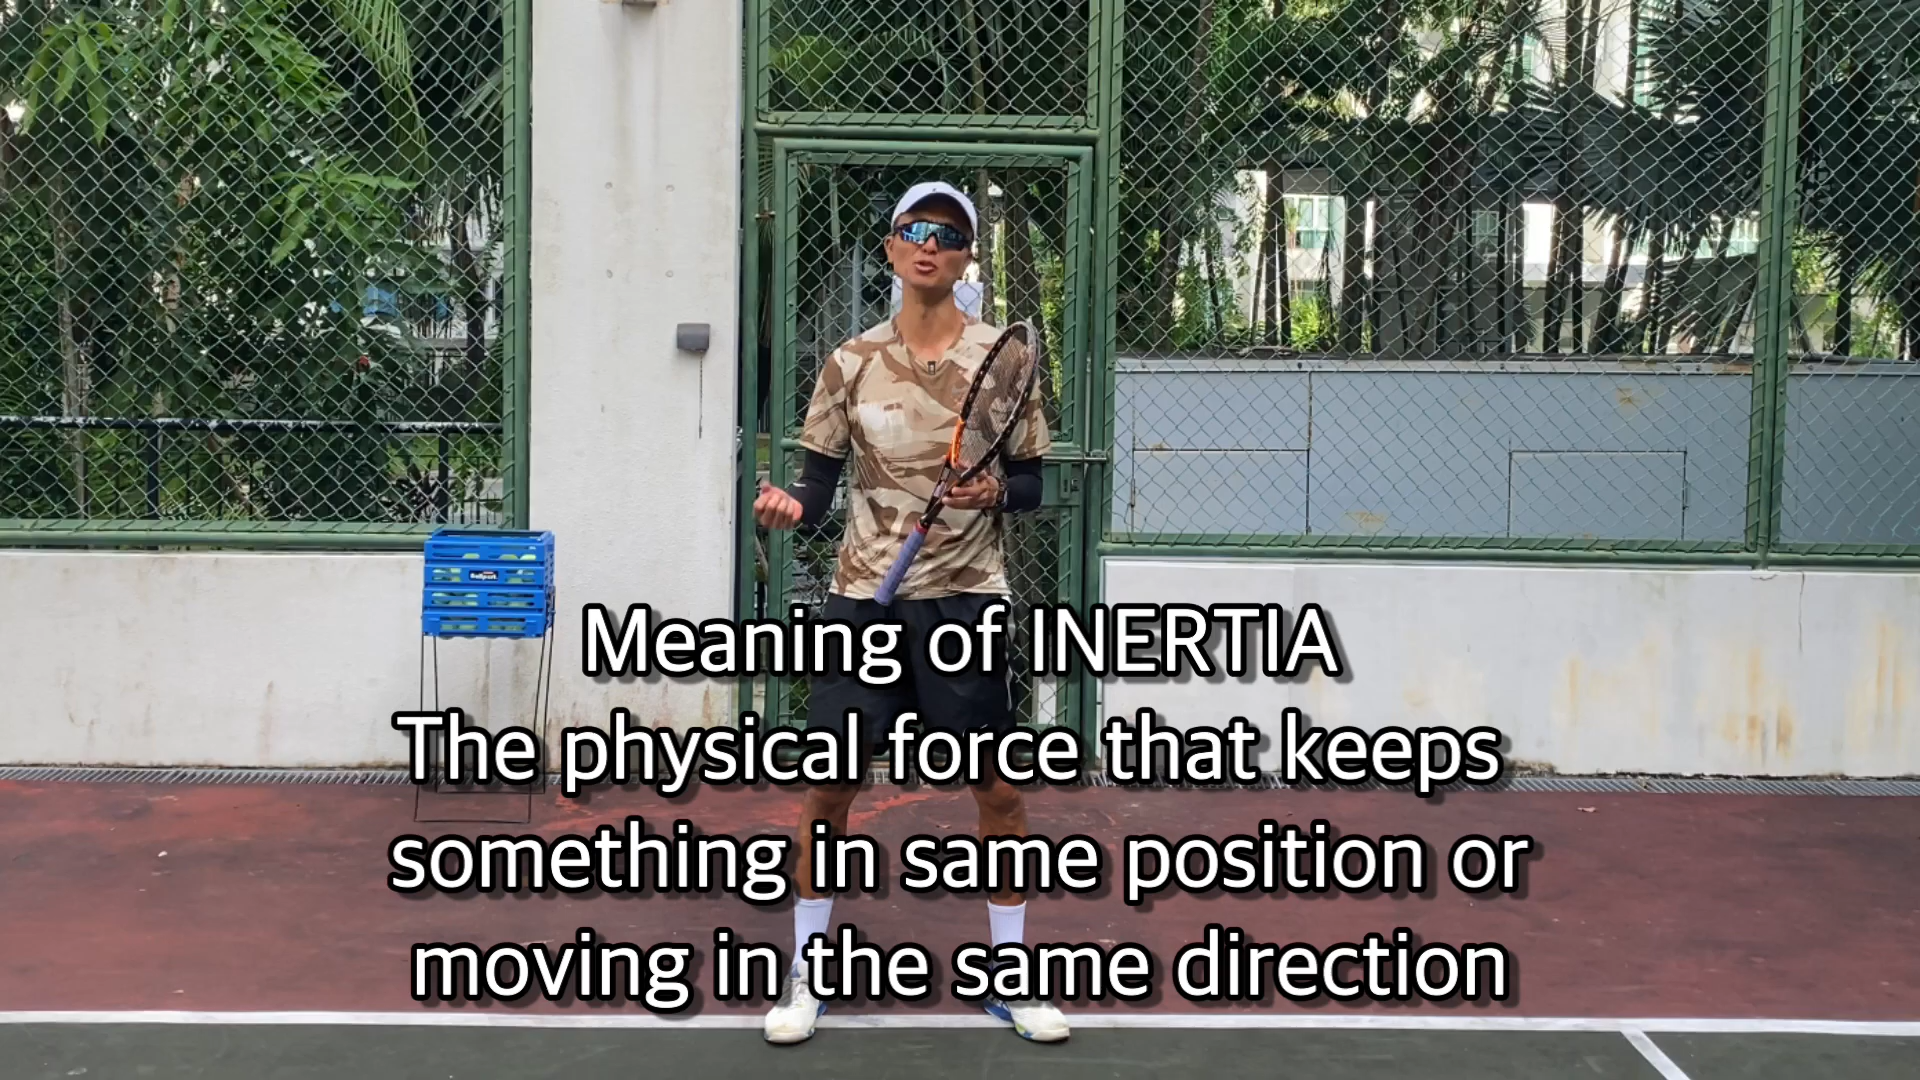 Meaning of INERTIA
The physical force that keeps
something in same position or
moving in the same direction